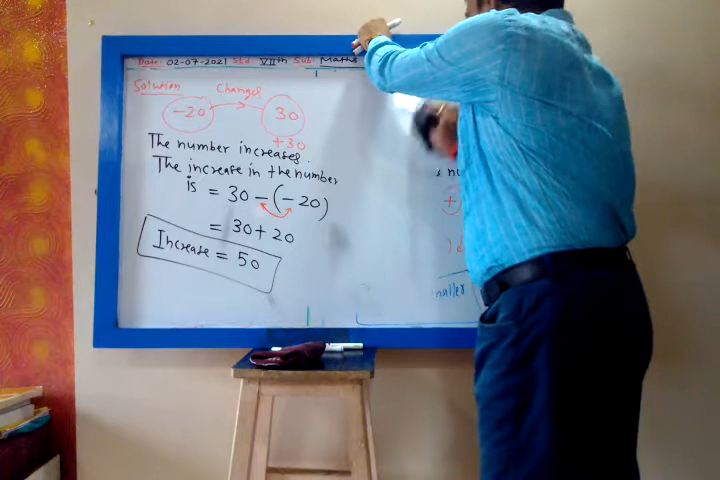 Date: 02-07-2021 Std: VIIth Sub: Maths
Solution
Changes
-20 30
+30
The number increases.
The increase in the number
is = 30 - (-20)
= 30 + 20
Increase = 50
+